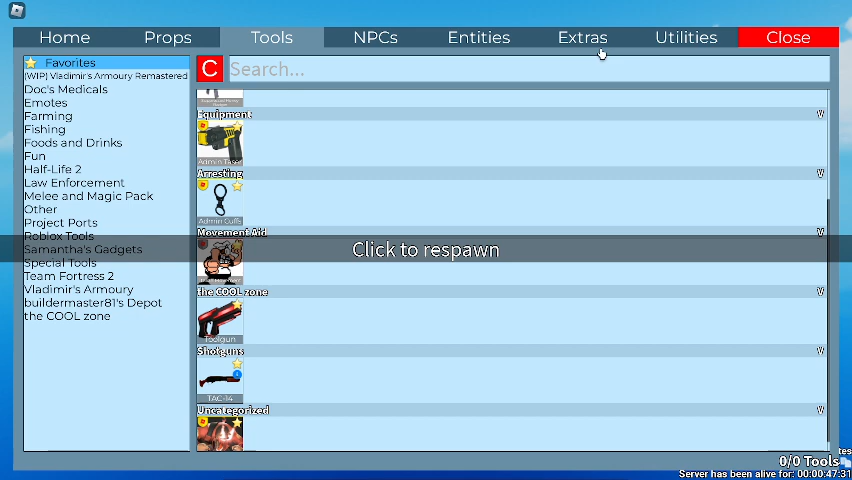 Home Props Tools NPCs Entities Extras Utilities Close
Favorites
C Search...
(WIP) Vladimir's Armoury Remastered
Doc's Medicals
Emotes
Farming
Fishing
Foods and Drinks
Fun
Half-Life 2
Law Enforcement
Melee and Magic Pack
Other
Project Ports
Roblox Tools
Samantha's Gadgets
Special Tools
Team Fortress 2
Vladimir's Armoury
buildermaster81's Depot
the COOL zone
Equipment V
Admin Taser
Arresting V
Admin Cuffs
Movement Aid V
Click to respawn
the COOL zone V
Toolgun
Shotguns V
TAC-14
Uncategorized V
0/0 Tools
Server has been alive for: 00:00:47:31